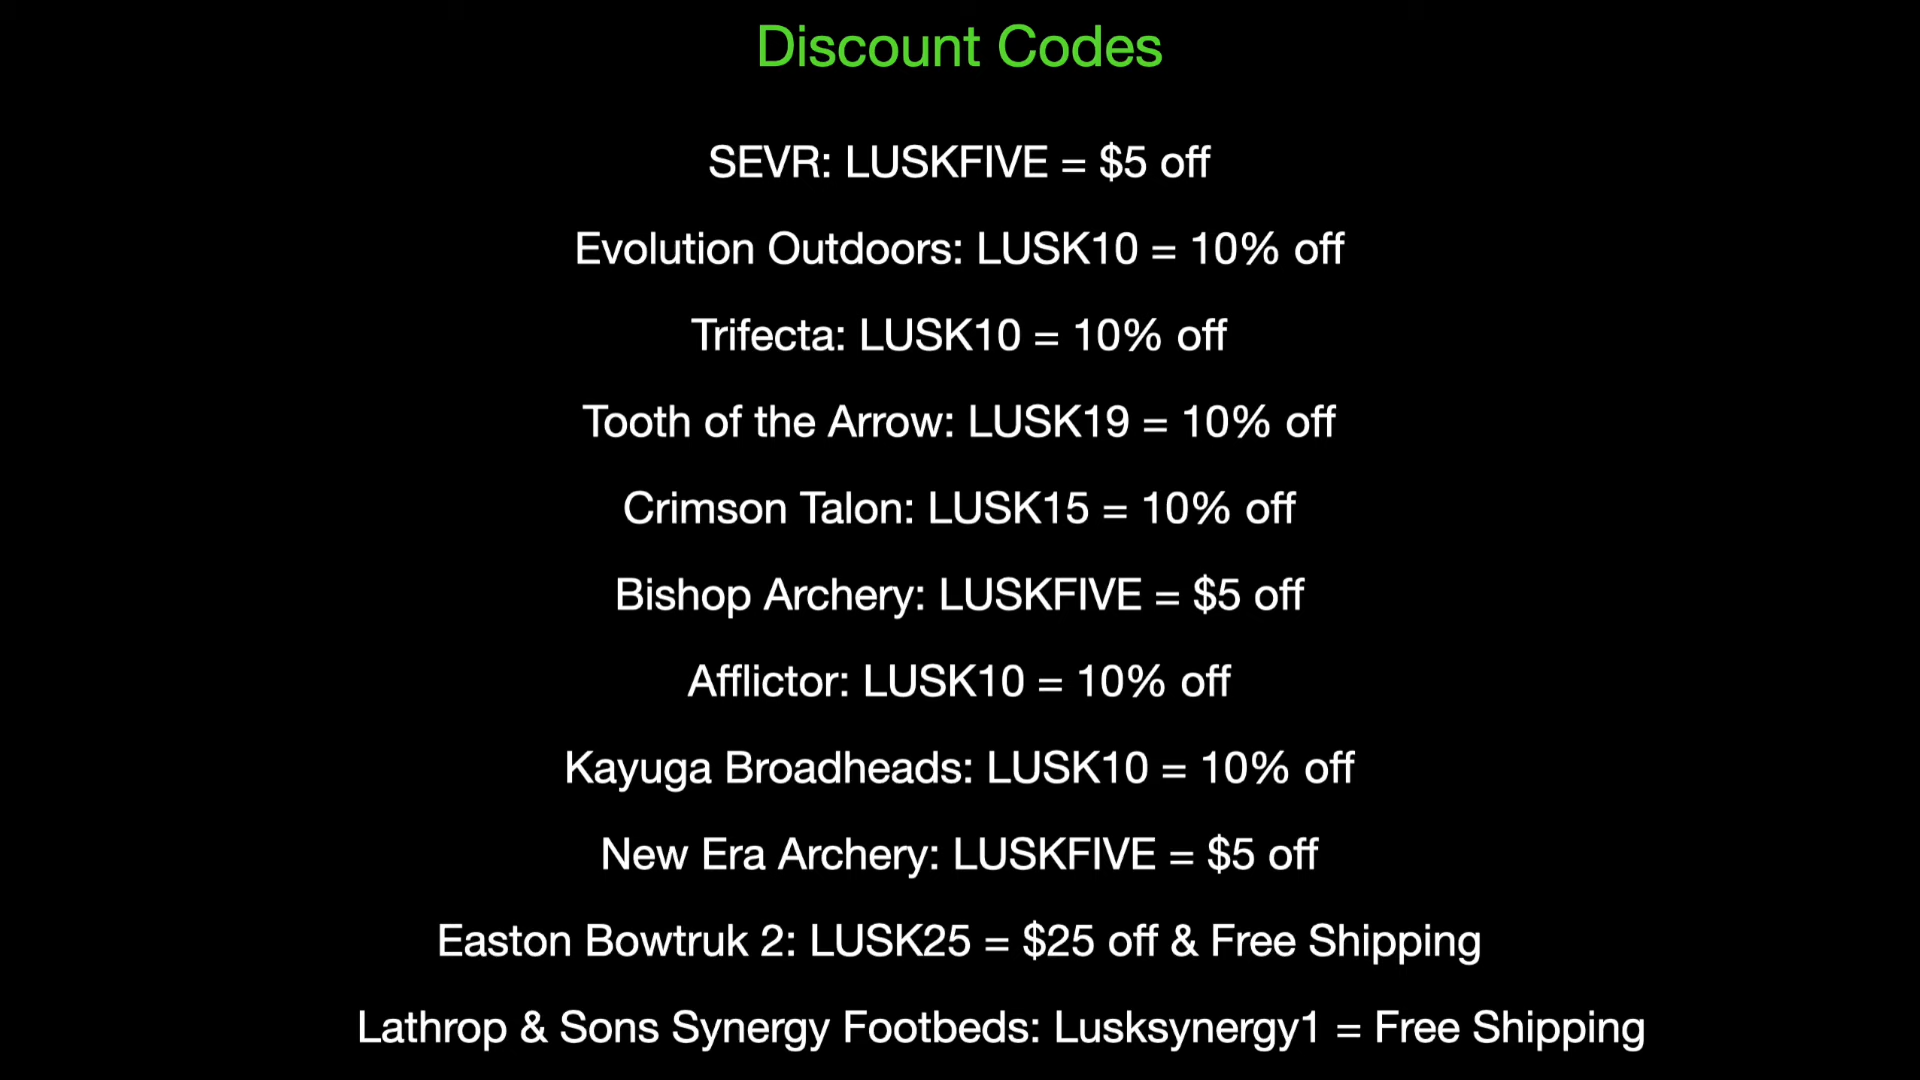 Discount Codes
SEVR: LUSKFIVE = $5 off
Evolution Outdoors: LUSK10 = 10% off
Trifecta: LUSK10 = 10% off
Tooth of the Arrow: LUSK19 = 10% off
Crimson Talon: LUSK15 = 10% off
Bishop Archery: LUSKFIVE = $5 off
Afflictor: LUSK10 = 10% off
Kayuga Broadheads: LUSK10 = 10% off
New Era Archery: LUSKFIVE = $5 off
Easton Bowtruk 2: LUSK25 = $25 off & Free Shipping
Lathrop & Sons Synergy Footbeds: Lusksynergy1 = Free Shipping